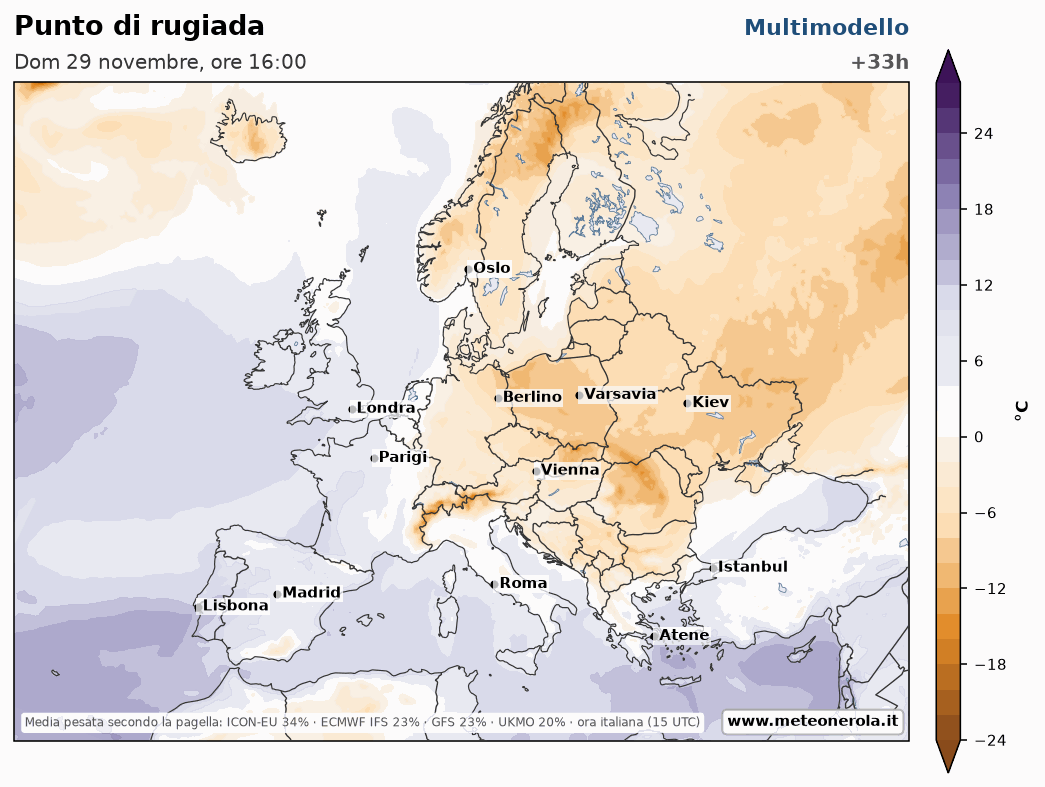 Punto di rugiada
Multimodello
Dom 29 novembre, ore 16:00
+33h
24
18
12
6
0
−6
−12
−18
−24
°C
Oslo
Berlino
Varsavia
Kiev
Londra
Parigi
Vienna
Istanbul
Roma
Madrid
Lisbona
Atene
Media pesata secondo la pagella: ICON-EU 34% · ECMWF IFS 23% · GFS 23% · UKMO 20% · ora italiana (15 UTC)
www.meteonerola.it